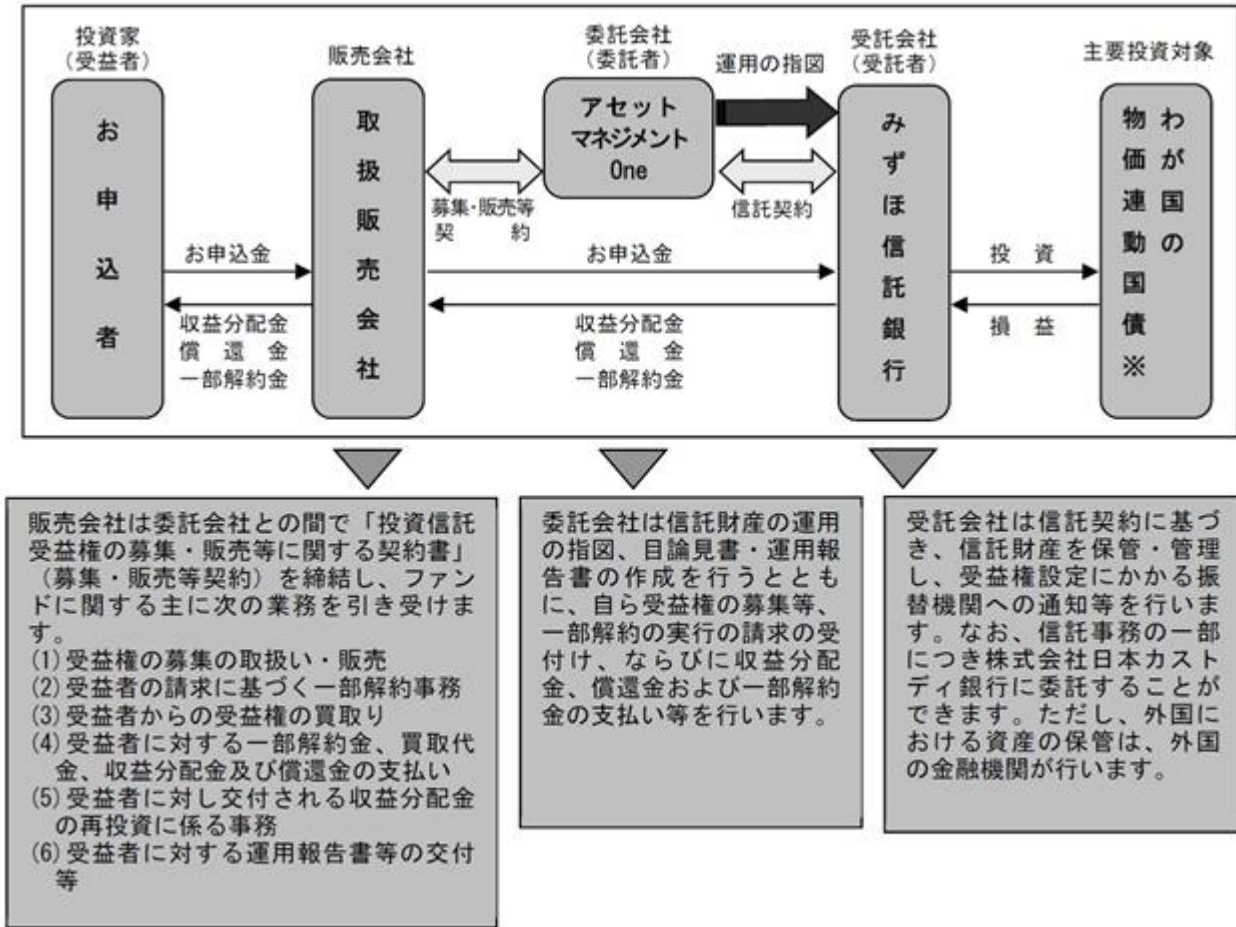 投資家
（受益者）
お申込者
販売会社
取扱販売会社
委託会社
（委託者）
アセット
マネジメント
One
運用の指図
受託会社
（受託者）
みずほ信託銀行
主要投資対象
わが国の
物価連動国債※
募集・販売等
契　　約
信託契約
お申込金
収益分配金
償　還　金
一部解約金
お申込金
収益分配金
償　還　金
一部解約金
投　資
損　益
販売会社は委託会社との間で「投資信託
受益権の募集・販売等に関する契約書」
（募集・販売等契約）を締結し、ファン
ドに関する主に次の業務を引き受けま
す。
(1)受益権の募集の取扱い・販売
(2)受益者の請求に基づく一部解約事務
(3)受益者からの受益権の買取り
(4)受益者に対する一部解約金、買取代
金、収益分配金及び償還金の支払い
(5)受益者に対し交付される収益分配金
の再投資に係る事務
(6)受益者に対する運用報告書等の交付
等
委託会社は信託財産の運用
の指図、目論見書・運用報
告書の作成を行うととも
に、自ら受益権の募集等、
一部解約の実行の請求の受
付け、ならびに収益分配
金、償還金および一部解約
金の支払い等を行います。
受託会社は信託契約に基づ
き、信託財産を保管・管理
し、受益権設定にかかる振
替機関への通知等を行いま
す。なお、信託事務の一部
につき株式会社日本カスト
ディ銀行に委託することが
できます。ただし、外国に
おける資産の保管は、外国
の金融機関が行います。